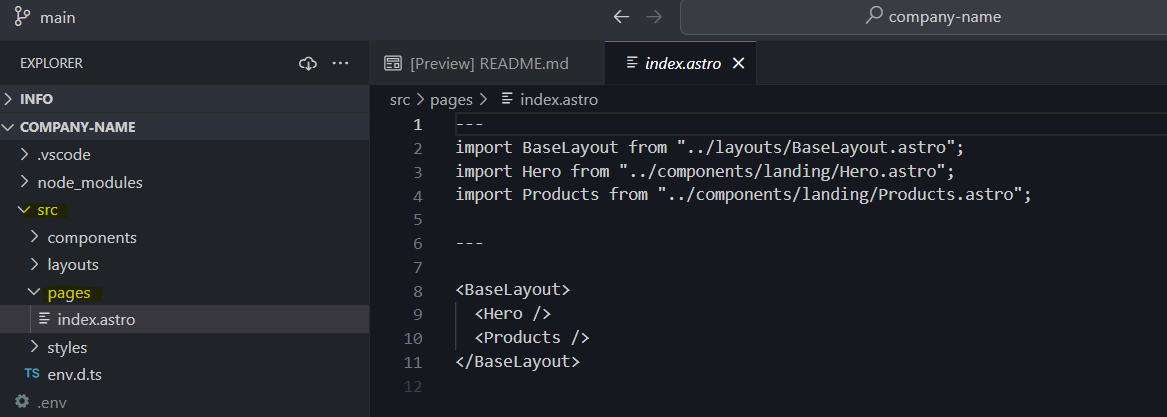 main
company-name
EXPLORER
[Preview] README.md
index.astro
INFO
COMPANY-NAME
.vscode
node_modules
src
components
layouts
pages
index.astro
styles
TS env.d.ts
.env
src > pages > index.astro
1 ---
2 import BaseLayout from "../layouts/BaseLayout.astro";
3 import Hero from "../components/landing/Hero.astro";
4 import Products from "../components/landing/Products.astro";
5
6 ---
7
8 <BaseLayout>
9   <Hero />
10   <Products />
11 </BaseLayout>
12